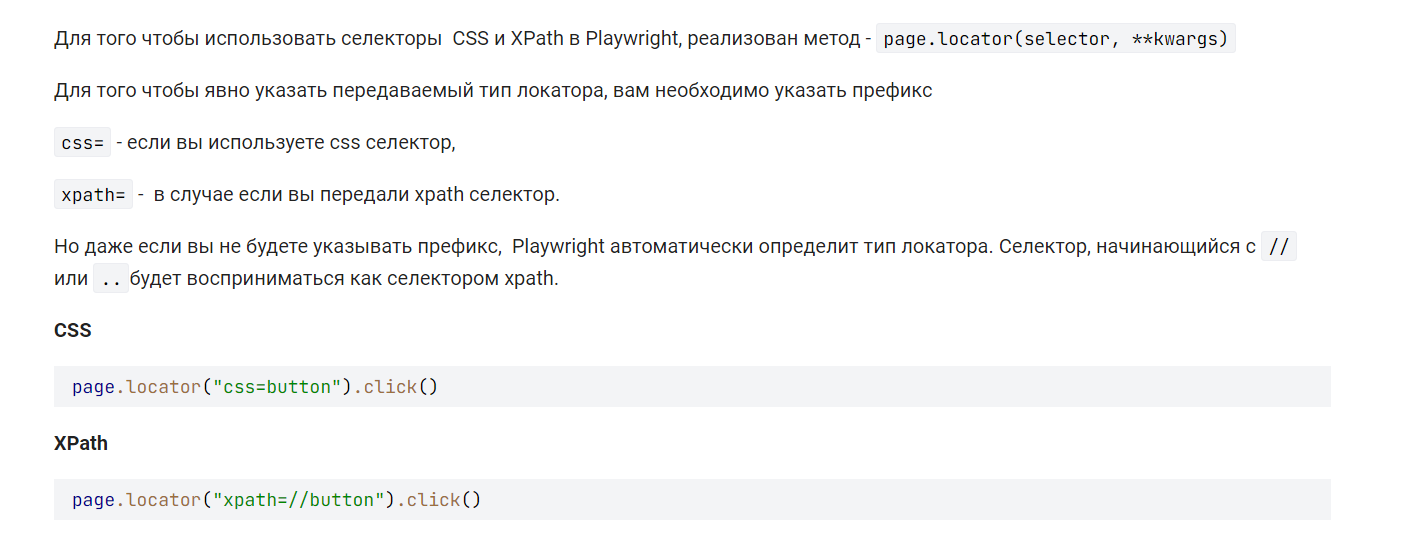 Для того чтобы использовать селекторы  CSS и XPath в Playwright, реализован метод - page.locator(selector, **kwargs)
Для того чтобы явно указать передаваемый тип локатора, вам необходимо указать префикс
css= - если вы используете css селектор,
xpath= -  в случае если вы передали xpath селектор.
Но даже если вы не будете указывать префикс,  Playwright автоматически определит тип локатора. Селектор, начинающийся с //
или ..будет восприниматься как селектором xpath.
CSS
page.locator("css=button").click()
XPath
page.locator("xpath=//button").click()